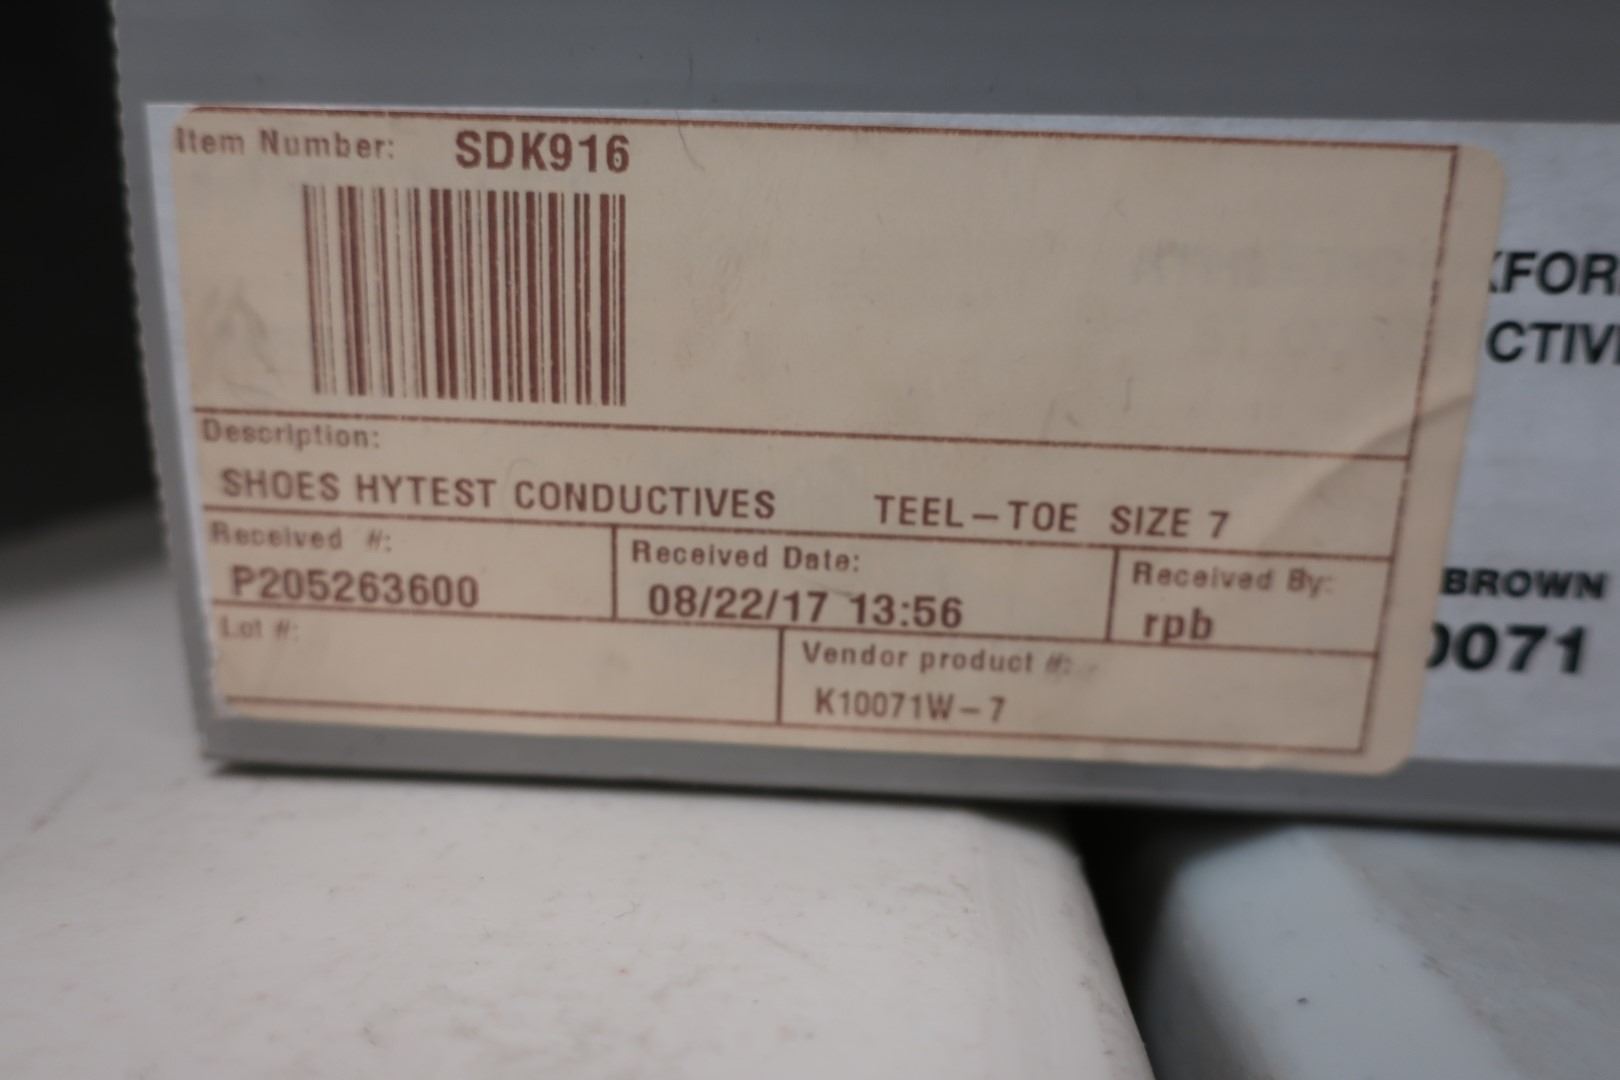 Item Number: SDK916
Description:
SHOES HYTEST CONDUCTIVES TEEL-TOE SIZE 7
Received #: Received Date: Received By:
P205263600 08/22/17 13:56 rpb
Lot #: Vendor product #:
K10071W-7
KFOR
CTIV
BROWN
0071